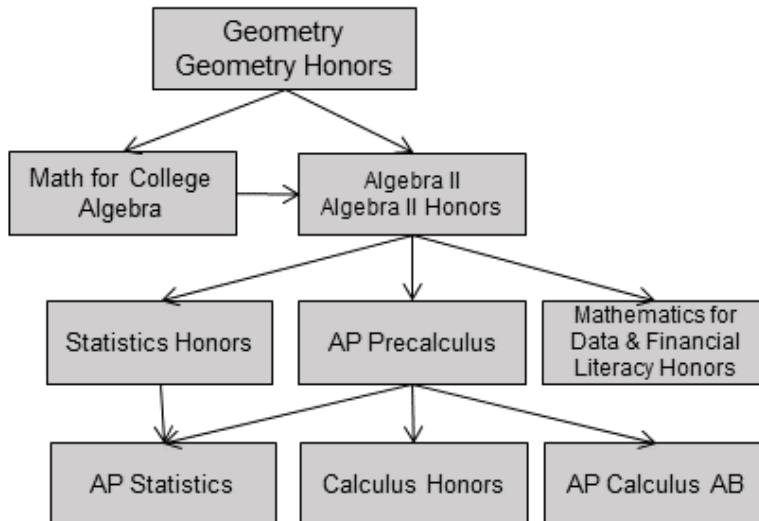 Geometry
Geometry Honors
Math for College
Algebra
Algebra II
Algebra II Honors
Statistics Honors
AP Precalculus
Mathematics for
Data & Financial
Literacy Honors
AP Statistics
Calculus Honors
AP Calculus AB